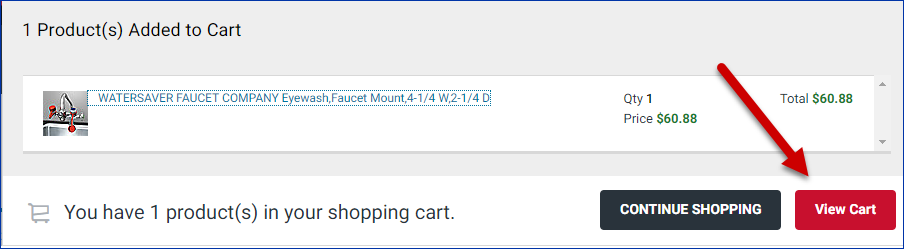 1 Product(s) Added to Cart
WATERSAVER FAUCET COMPANY Eyewash,Faucet Mount,4-1/4 W,2-1/4 D
Qty 1
Price $60.88
Total $60.88
You have 1 product(s) in your shopping cart.
CONTINUE SHOPPING
View Cart